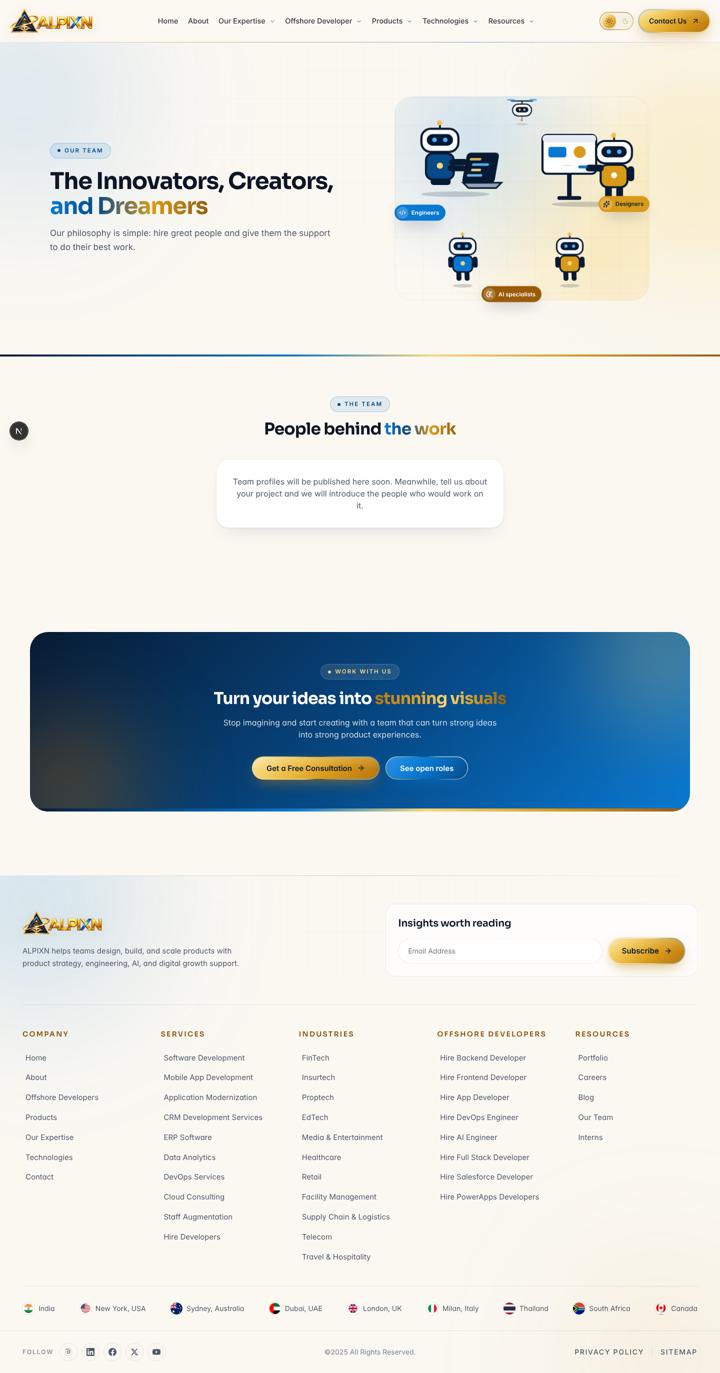 ALPIXN
Home About Our Expertise Offshore Developer Products Technologies Resources
Contact Us
OUR TEAM
The Innovators, Creators,
and Dreamers
Our philosophy is simple: hire great people and give them the support
to do their best work.
Engineers
Designers
AI specialists
THE TEAM
People behind the work
N
Team profiles will be published here soon. Meanwhile, tell us about
your project and we will introduce the people who would work on
it.
WORK WITH US
Turn your ideas into stunning visuals
Stop imagining and start creating with a team that can turn strong ideas
into strong product experiences.
Get a Free Consultation
See open roles
ALPIXN
ALPIXN helps teams design, build, and scale products with
product strategy, engineering, AI, and digital growth support.
Insights worth reading
Email Address
Subscribe
COMPANY
Home
About
Offshore Developers
Products
Our Expertise
Technologies
Contact
SERVICES
Software Development
Mobile App Development
Application Modernization
CRM Development Services
ERP Software
Data Analytics
DevOps Services
Cloud Consulting
Staff Augmentation
Hire Developers
INDUSTRIES
FinTech
Insurtech
Proptech
EdTech
Media & Entertainment
Healthcare
Retail
Facility Management
Supply Chain & Logistics
Telecom
Travel & Hospitality
OFFSHORE DEVELOPERS
Hire Backend Developer
Hire Frontend Developer
Hire App Developer
Hire DevOps Engineer
Hire AI Engineer
Hire Full Stack Developer
Hire Salesforce Developer
Hire PowerApps Developers
RESOURCES
Portfolio
Careers
Blog
Our Team
Interns
India
New York, USA
Sydney, Australia
Dubai, UAE
London, UK
Milan, Italy
Thailand
South Africa
Canada
FOLLOW
©2025 All Rights Reserved.
PRIVACY POLICY
SITEMAP